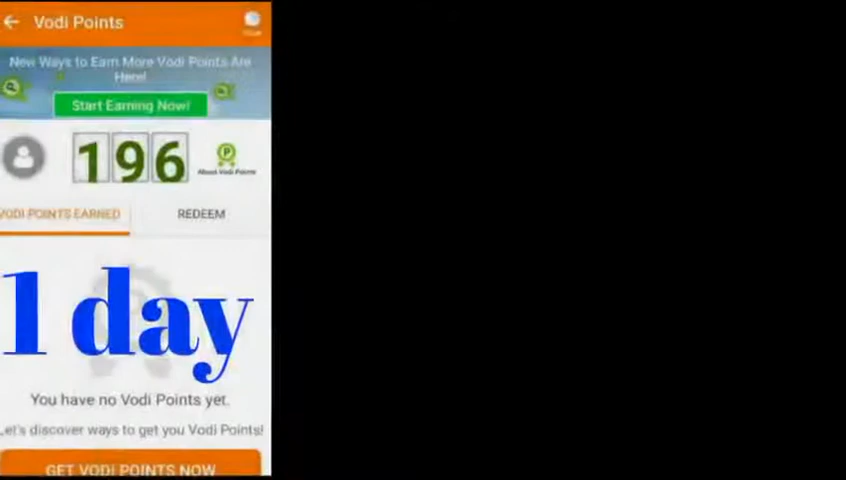 Vodi Points
New Ways to Earn More Vodi Points Are
Here!
Start Earning Now!
196
About Vodi Points
VODI POINTS EARNED
REDEEM
1 day
You have no Vodi Points yet.
Let's discover ways to get you Vodi Points!
GET VODI POINTS NOW